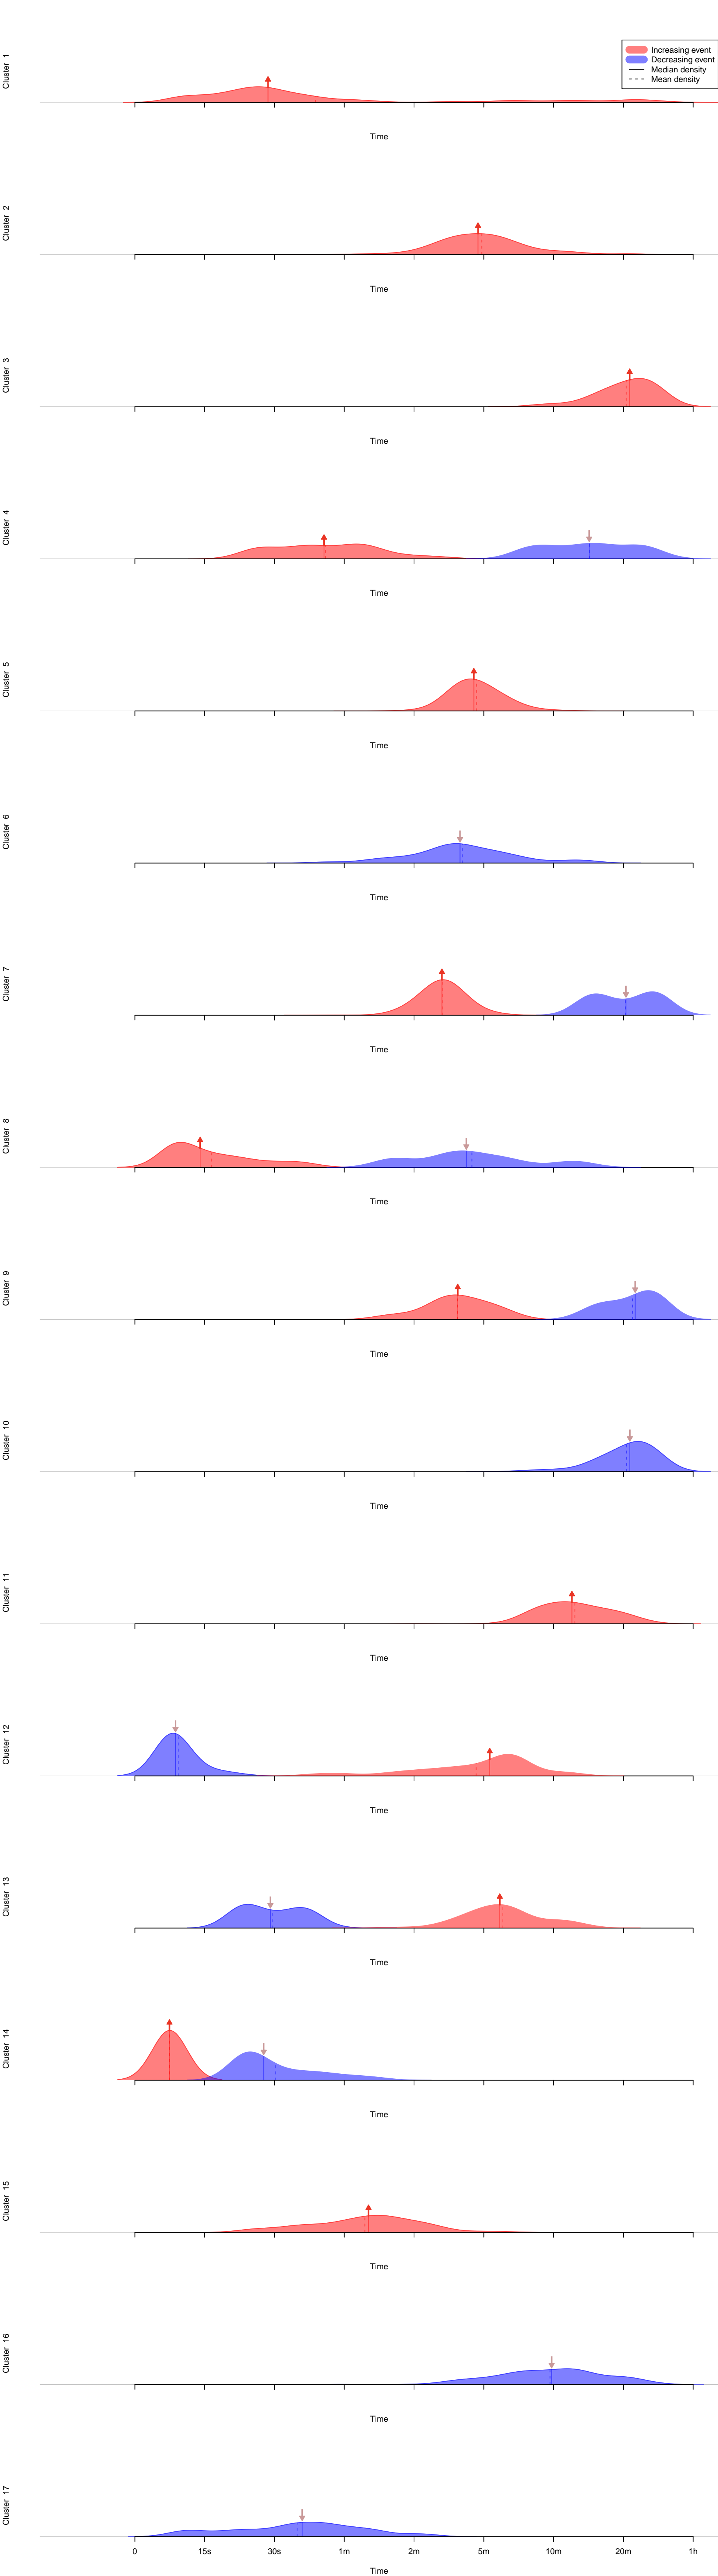 Increasing event
Decreasing event
Median density
Mean density
Cluster 1
Time
Cluster 2
Time
Cluster 3
Time
Cluster 4
Time
Cluster 5
Time
Cluster 6
Time
Cluster 7
Time
Cluster 8
Time
Cluster 9
Time
Cluster 10
Time
Cluster 11
Time
Cluster 12
Time
Cluster 13
Time
Cluster 14
Time
Cluster 15
Time
Cluster 16
Time
Cluster 17
0 15s 30s 1m 2m 5m 10m 20m 1h
Time